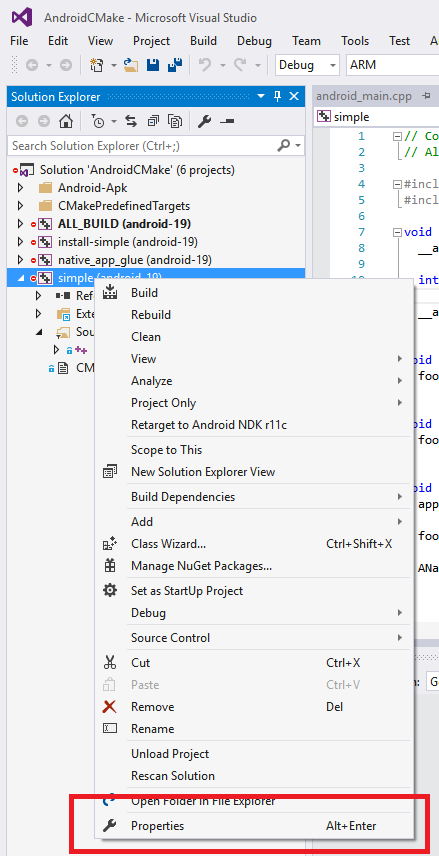 AndroidCMake - Microsoft Visual Studio
File Edit View Project Build Debug Team Tools Te
Debug ARM
Solution Explorer
android_main.cpp
Search Solution Explorer (Ctrl+;)
simple
Solution 'AndroidCMake' (6 projects)
Android-Apk
CMakePredefinedTargets
ALL_BUILD (android-19)
install-simple (android-19)
native_app_glue (android-19)
simple (android-19)
Ref
Exte
Sou
++
CM
1 // Co
2 // Al
3
4 #incl
5 #incl
6
7 void
8 __a
9
10 int
__a
void
foo
void
foo
void
app
foo
ANa
Build
Rebuild
Clean
View
Analyze
Project Only
Retarget to Android NDK r11c
Scope to This
New Solution Explorer View
Build Dependencies
Add
Class Wizard... Ctrl+Shift+X
Manage NuGet Packages...
Set as StartUp Project
Debug
Source Control
Cut Ctrl+X
Paste Ctrl+V
Remove Del
Rename
Unload Project
Rescan Solution
Open Folder in File Explorer
Properties Alt+Enter